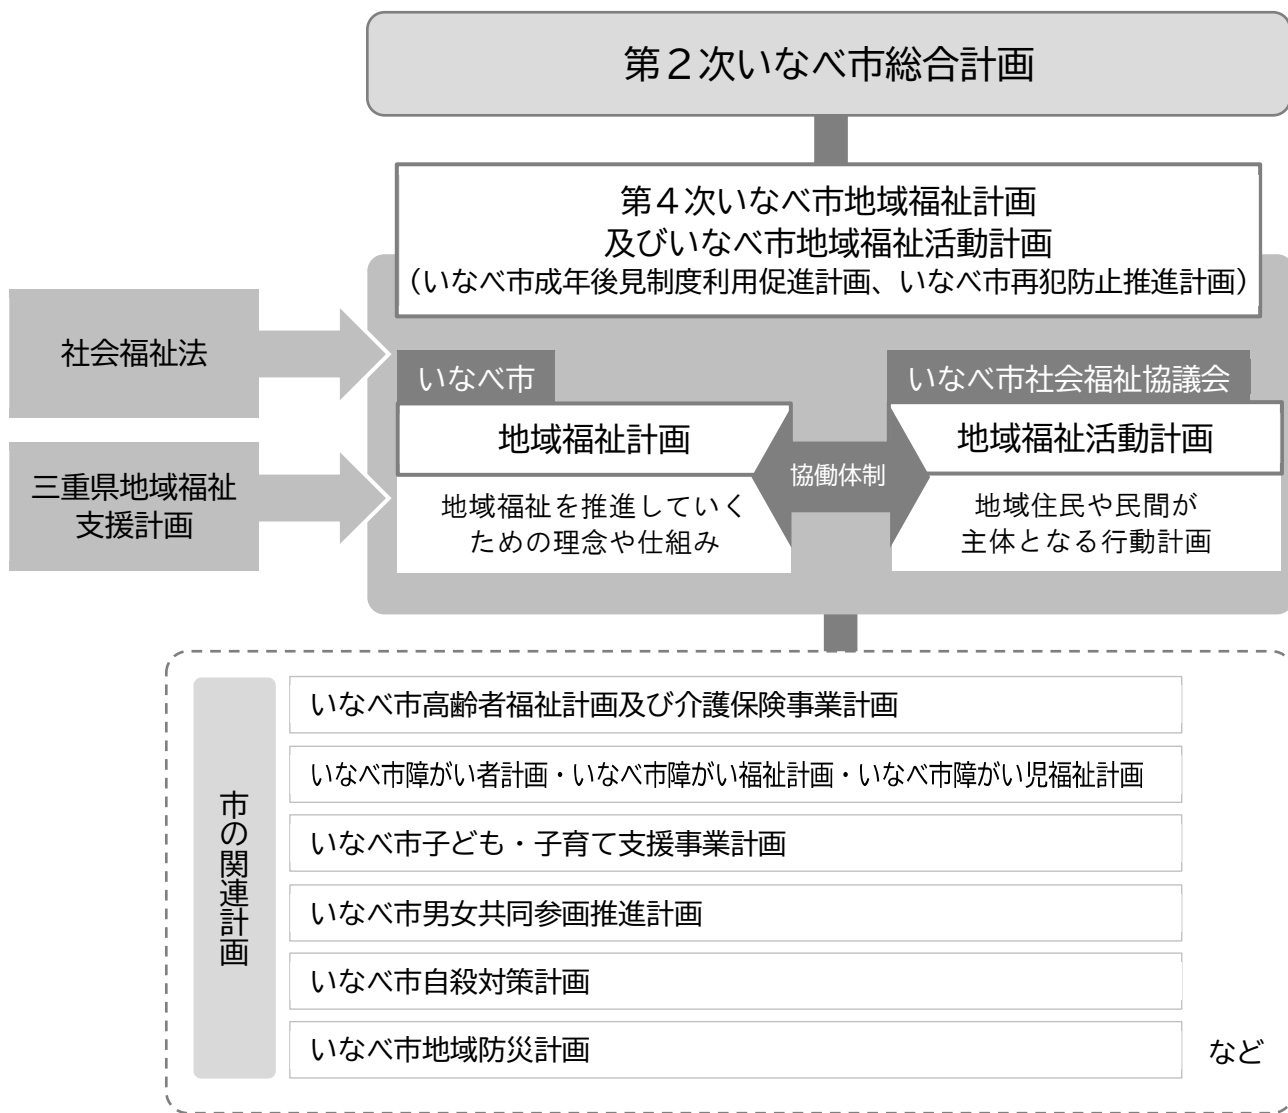 第２次いなべ市総合計画
第４次いなべ市地域福祉計画
及びいなべ市地域福祉活動計画
（いなべ市成年後見制度利用促進計画、いなべ市再犯防止推進計画）
社会福祉法
三重県地域福祉
支援計画
いなべ市
地域福祉計画
地域福祉を推進していく
ための理念や仕組み
協働体制
いなべ市社会福祉協議会
地域福祉活動計画
地域住民や民間が
主体となる行動計画
市の関連計画
いなべ市高齢者福祉計画及び介護保険事業計画
いなべ市障がい者計画・いなべ市障がい福祉計画・いなべ市障がい児福祉計画
いなべ市子ども・子育て支援事業計画
いなべ市男女共同参画推進計画
いなべ市自殺対策計画
いなべ市地域防災計画
など